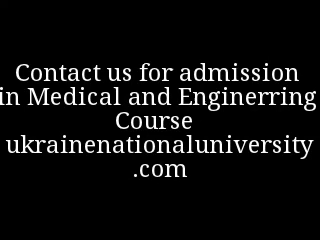 Contact us for admission
in Medical and Enginerring
Course
ukrainenationaluniversity
.com